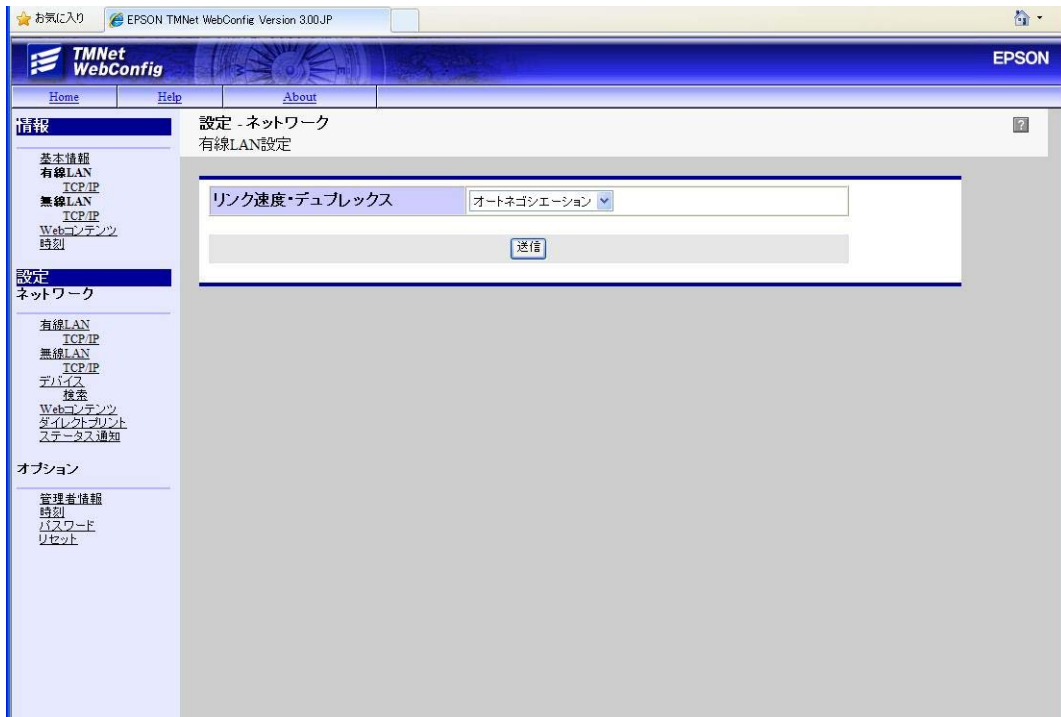 お気に入り
EPSON TMNet WebConfig Version 3.00.JP
TMNet
WebConfig
EPSON
Home
Help
About
情報
基本情報
有線LAN
TCP/IP
無線LAN
TCP/IP
Webコンテンツ
時刻
設定
ネットワーク
有線LAN
TCP/IP
無線LAN
TCP/IP
デバイス
検索
Webコンテンツ
ダイレクトプリント
ステータス通知
オプション
管理者情報
時刻
パスワード
リセット
設定 - ネットワーク
?
有線LAN設定
リンク速度・デュプレックス
オートネゴシエーション
送信